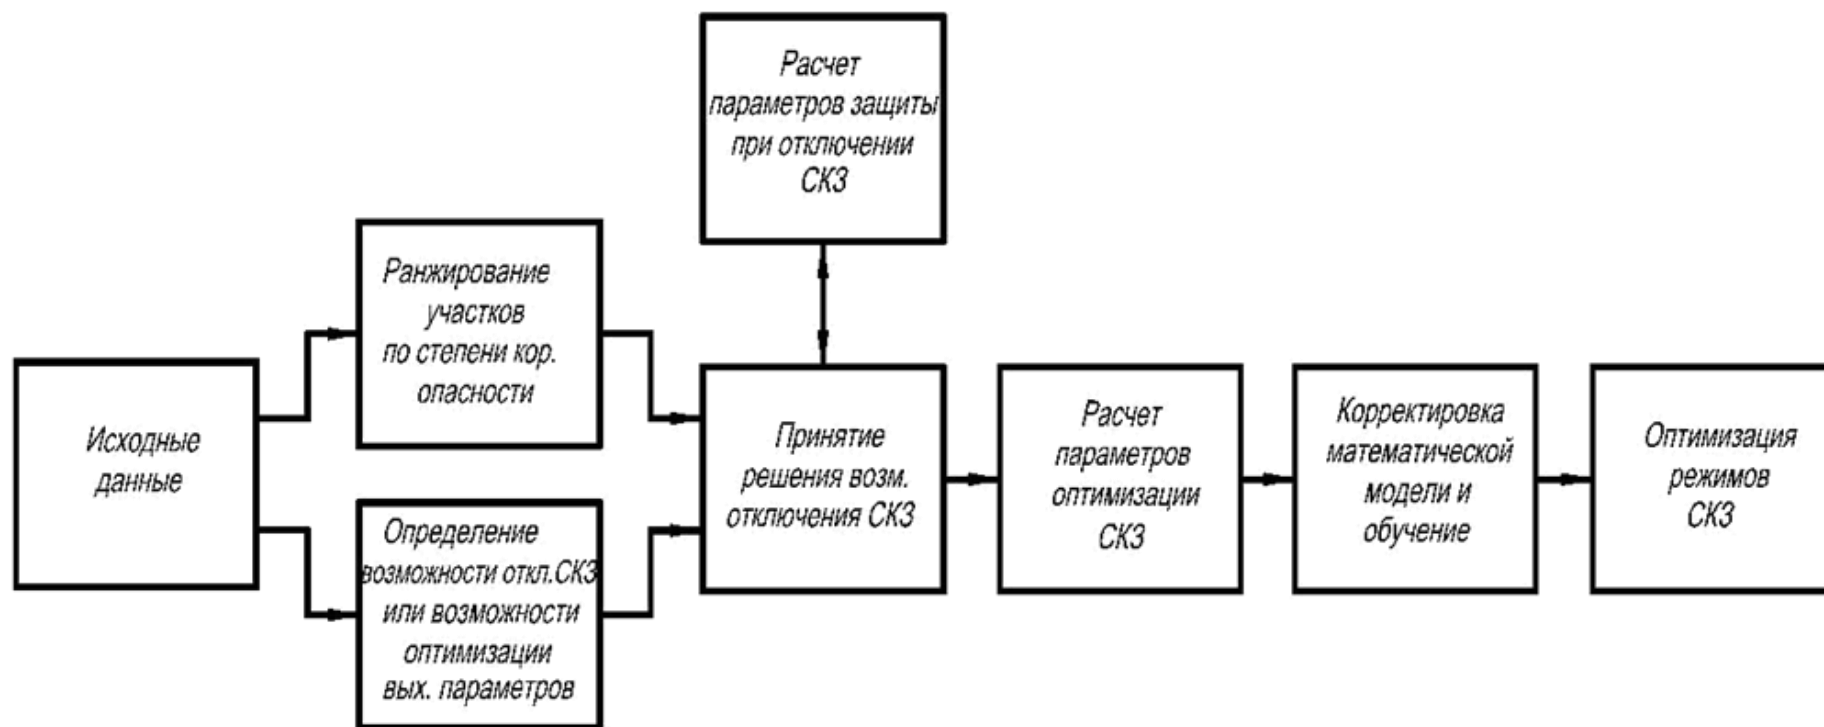 Расчет
параметров защиты
при отключении
СКЗ
Ранжирование
участков
по степени кор.
опасности
Исходные
данные
Определение
возможности откл.СКЗ
или возможности
оптимизации
вых. параметров
Принятие
решения возм.
отключения СКЗ
Расчет
параметров
оптимизации
СКЗ
Корректировка
математической
модели и
обучение
Оптимизация
режимов
СКЗ